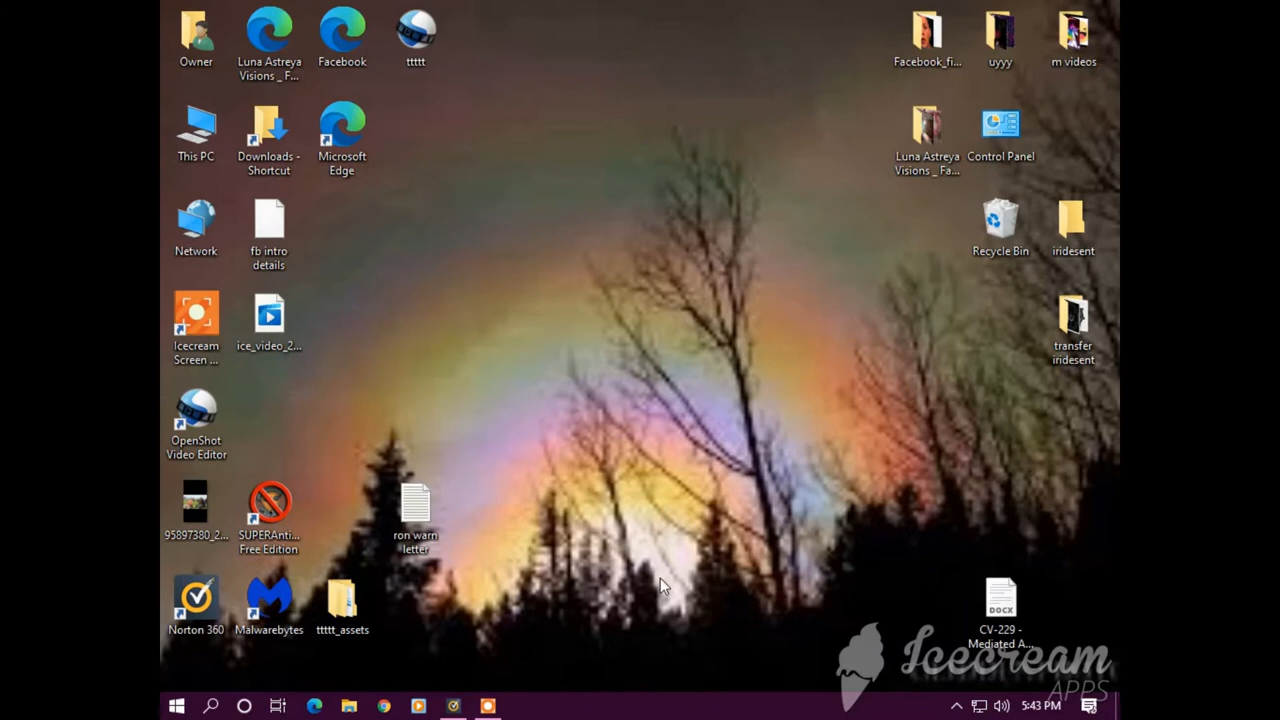 Owner
Luna Astreya
Visions _ F...
Facebook
ttttt
Facebook_fi...
uyyy
m videos
This PC
Downloads -
Shortcut
Microsoft
Edge
Luna Astreya
Visions _ Fa...
Control Panel
Network
fb intro
details
Recycle Bin
iridesent
Icecream
Screen ...
ice_video_2...
transfer
iridesent
OpenShot
Video Editor
95897380_2...
SUPERAnti...
Free Edition
ron warn
letter
Norton 360
Malwarebytes
ttttt_assets
DOCX
CV-229 -
Mediated A...
Icecream
APPS
5:43 PM